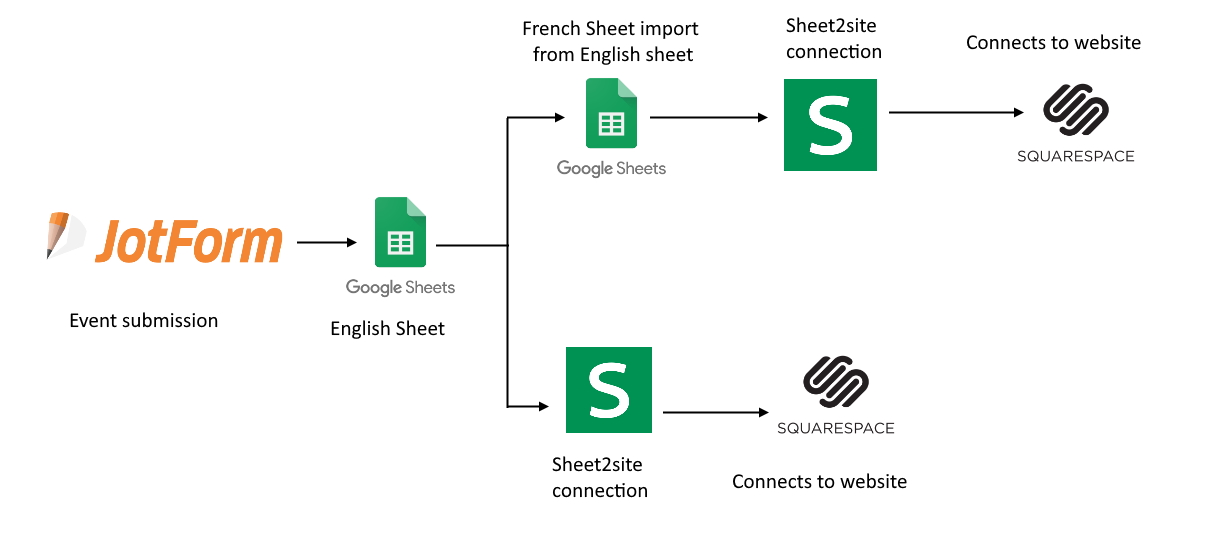 French Sheet import
from English sheet
Sheet2site
connection
Connects to website
S
Google Sheets
SQUARESPACE
JotForm
Google Sheets
Event submission
English Sheet
S
SQUARESPACE
Sheet2site
connection
Connects to website